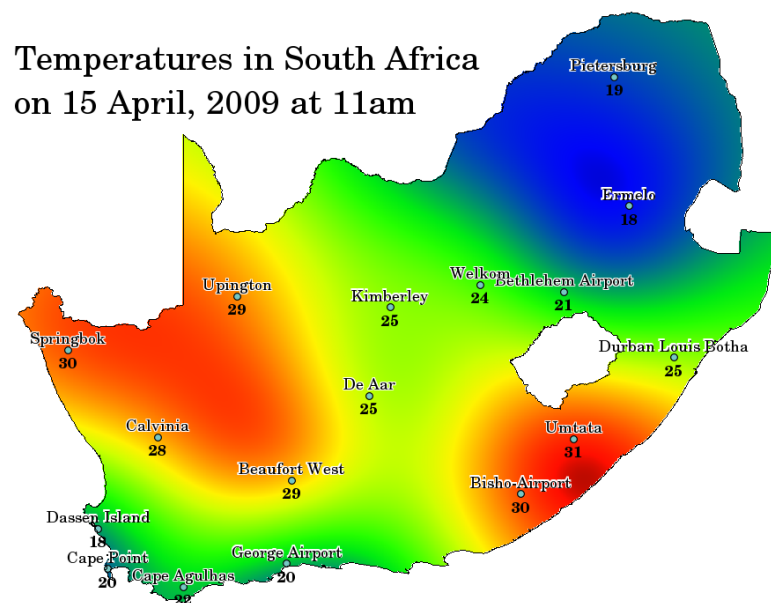 Temperatures in South Africa
on 15 April, 2009 at 11am
Pietersburg
19
Ermelo
18
Welkom
24
Bethlehem Airport
21
Upington
29
Kimberley
25
Springbok
30
Durban Louis Botha
25
De Aar
25
Calvinia
28
Umtata
31
Beaufort West
29
Bisho-Airport
30
Dassen Island
18
Cape Point
20
George Airport
20
Cape Agulhas
22